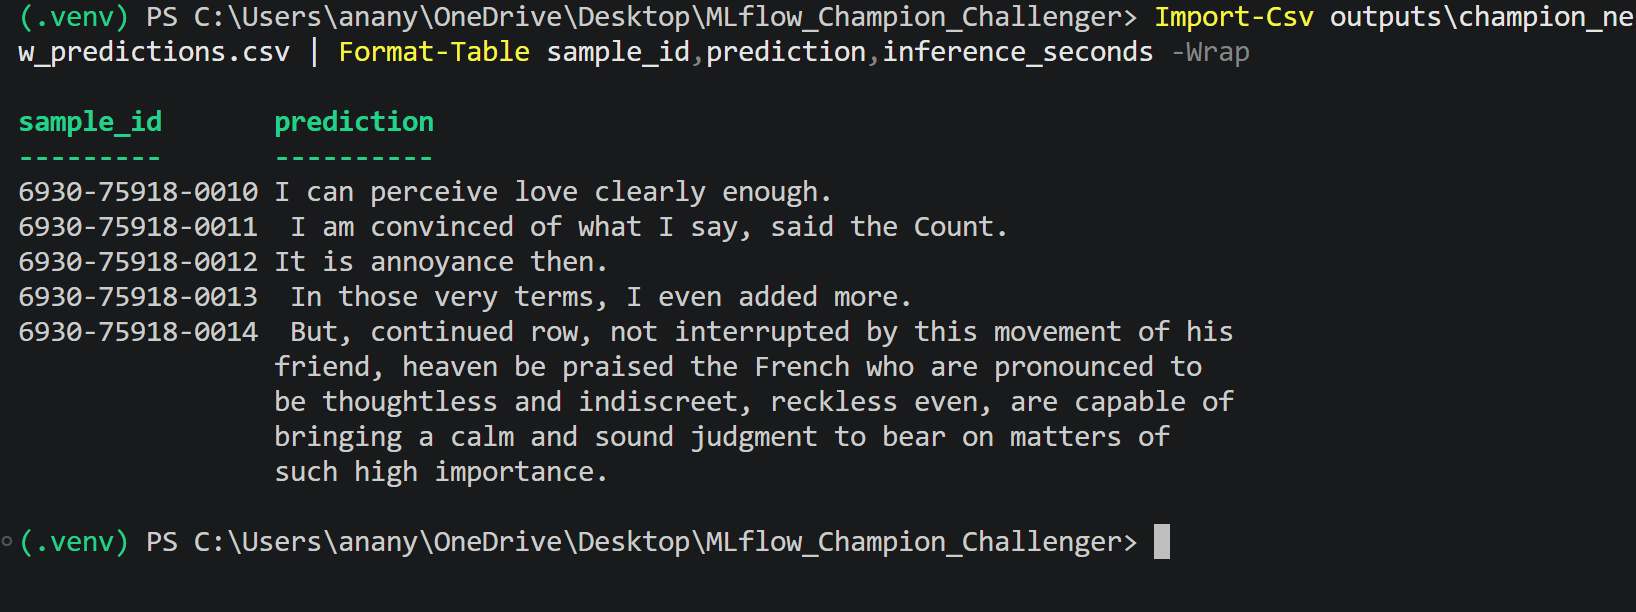 (.venv) PS C:\Users\anany\OneDrive\Desktop\MLflow_Champion_Challenger> Import-Csv outputs\champion_ne
w_predictions.csv | Format-Table sample_id,prediction,inference_seconds -Wrap
sample_id prediction
--------- ----------
6930-75918-0010 I can perceive love clearly enough.
6930-75918-0011 I am convinced of what I say, said the Count.
6930-75918-0012 It is annoyance then.
6930-75918-0013 In those very terms, I even added more.
6930-75918-0014 But, continued row, not interrupted by this movement of his
friend, heaven be praised the French who are pronounced to
be thoughtless and indiscreet, reckless even, are capable of
bringing a calm and sound judgment to bear on matters of
such high importance.
(.venv) PS C:\Users\anany\OneDrive\Desktop\MLflow_Champion_Challenger>